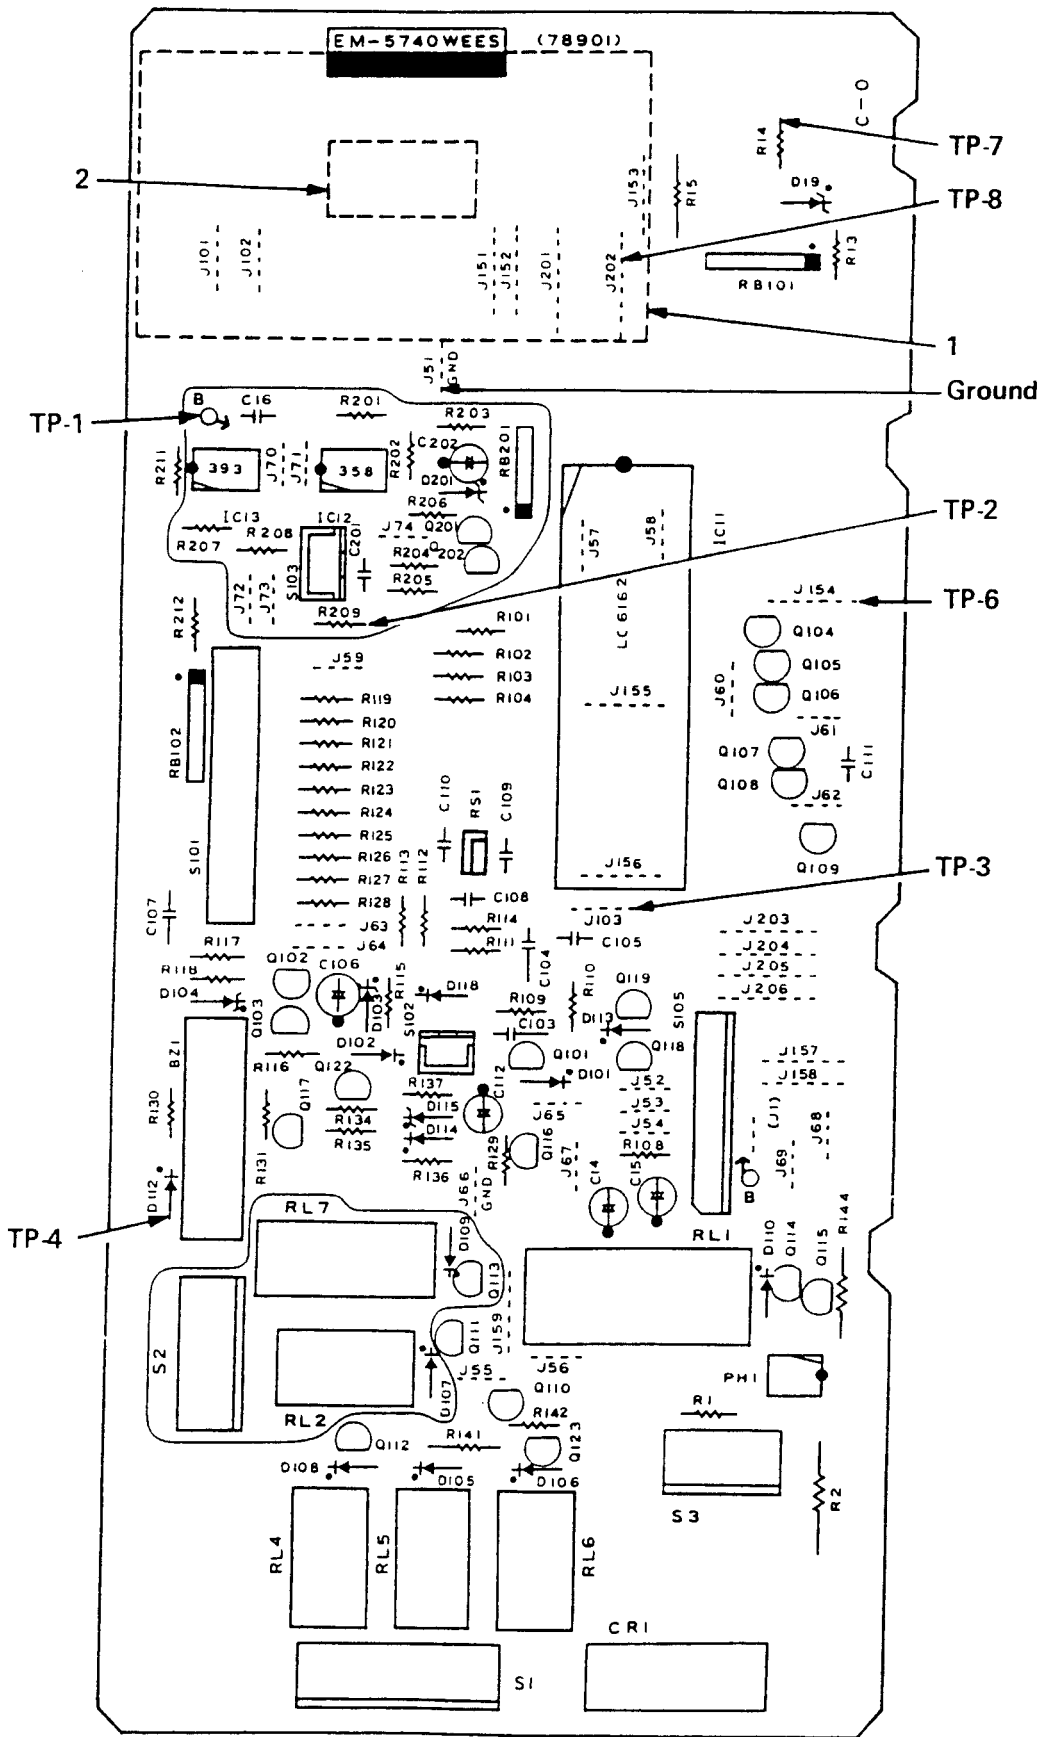 EM-5740WEES (78901)
C-O
R14
TP-7
2
J153
R15
D19
TP-8
J101
J102
J151
J152
J201
J202
R13
RB101
1
J51
GND
Ground
B
C16
R201
R203
TP-1
R211
393
J70
J71
358
R202
C202
RB201
D201
R206
IC13
IC12
J74
Q201
TP-2
R207
R208
C201
Q202
R204
R205
S103
J57
J58
IC11
J72
J73
R209
LC6162
J154
TP-6
R212
R101
Q104
J59
R102
Q105
R103
J60
Q106
R104
J155
RB102
R119
R120
R121
R122
R123
R124
R125
R126
R127
R128
J61
Q107
C111
Q108
J62
C110
RS1
C109
S101
R113
R112
J156
Q109
TP-3
C107
C108
J103
J63
R114
J203
J64
R111
C105
J204
R117
Q102
C106
C104
J205
R118
R115
D118
R110
Q119
J206
D104
Q103
D103
S102
R109
C103
D113
S105
BZ1
D102
Q101
Q118
J157
R116
Q122
C112
D101
J52
J158
R130
Q117
R137
J53
(J1)
D115
J65
J68
R134
D114
J54
R135
R129
Q116
R108
R131
R136
J67
J69
C14
C15
B
D112
J66
GND
R144
TP-4
RL7
D109
RL1
D110
Q114
Q115
Q113
S2
Q111
J159
J55
J56
PH1
D107
Q110
RL2
R142
R1
Q112
R141
Q123
D108
D105
D106
S3
R2
RL4
RL5
RL6
CR1
S1